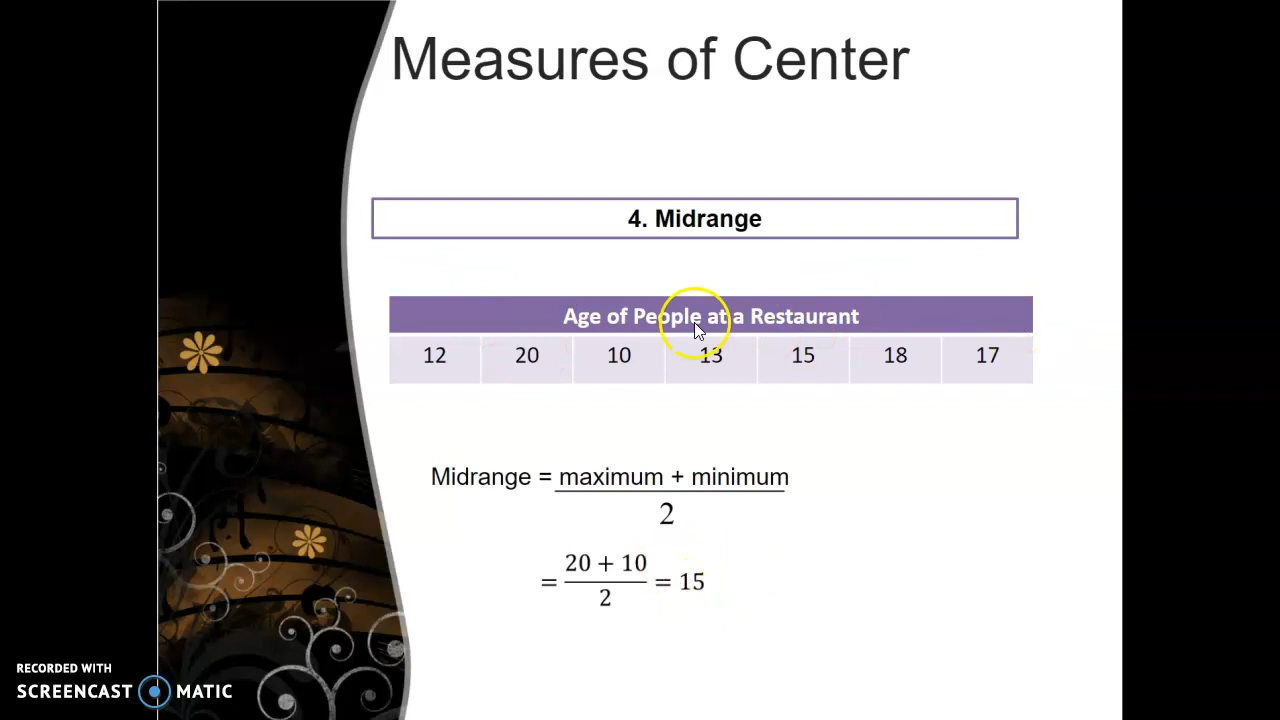 Measures of Center
4. Midrange
Age of People at a Restaurant
12 20 10 13 15 18 17
Midrange = maximum + minimum
2
= 20 + 10 / 2 = 15
RECORDED WITH
SCREENCAST MATIC